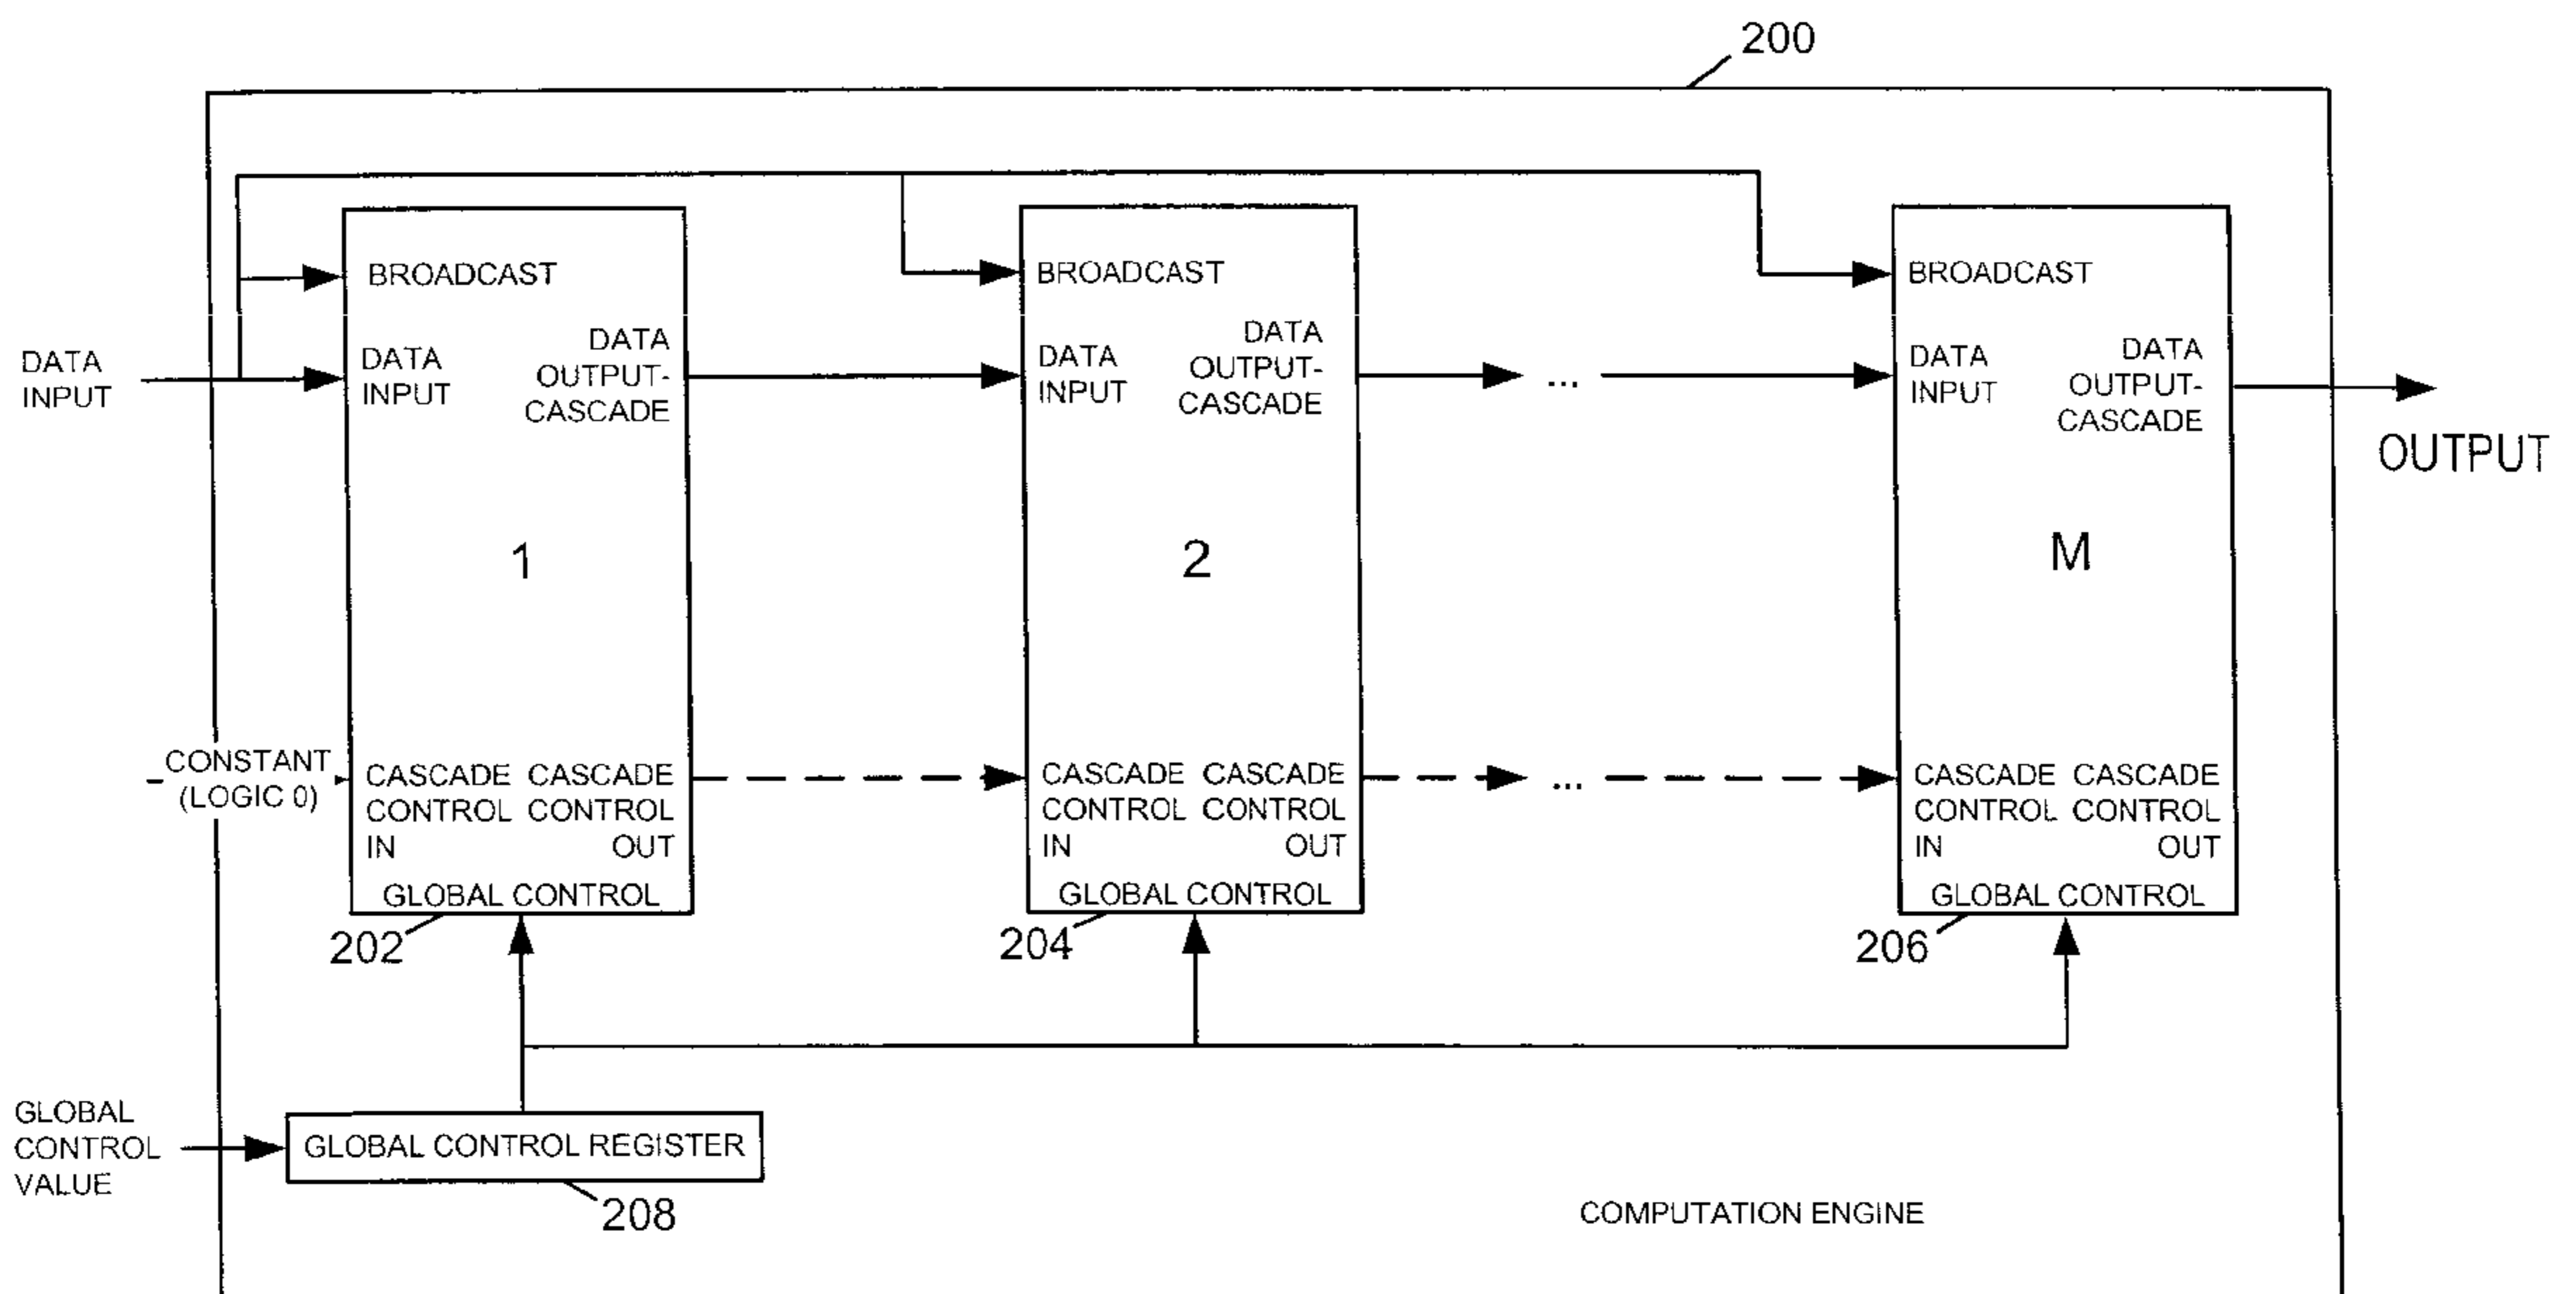 200
BROADCAST
BROADCAST
BROADCAST
DATA
INPUT
DATA
INPUT
DATA
OUTPUT-
CASCADE
DATA
INPUT
DATA
OUTPUT-
CASCADE
...
DATA
INPUT
DATA
OUTPUT-
CASCADE
OUTPUT
1
2
M
CONSTANT
(LOGIC 0)
CASCADE
CONTROL
IN
CASCADE
CONTROL
OUT
CASCADE
CONTROL
IN
CASCADE
CONTROL
OUT
...
CASCADE
CONTROL
IN
CASCADE
CONTROL
OUT
GLOBAL CONTROL
GLOBAL CONTROL
GLOBAL CONTROL
202
204
206
GLOBAL
CONTROL
VALUE
GLOBAL CONTROL REGISTER
208
COMPUTATION ENGINE